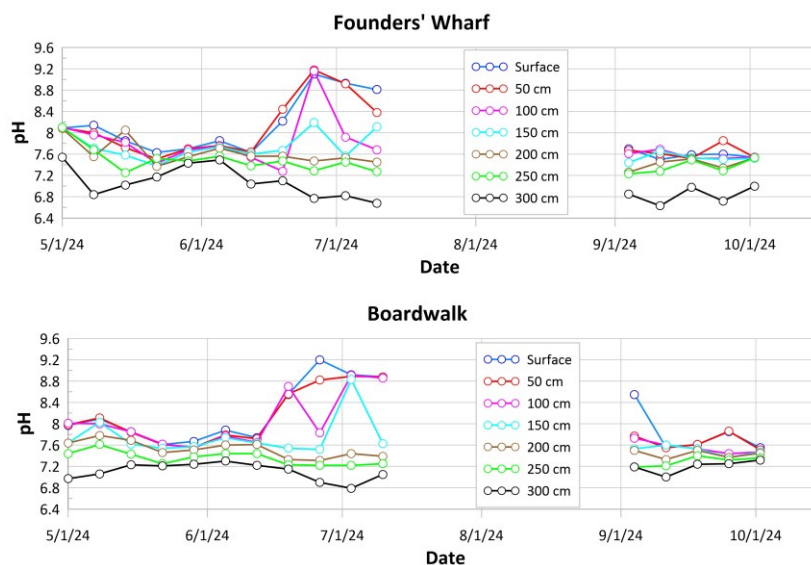 Founders' Wharf
9.6
9.2
8.8
8.4
8
7.6
7.2
6.8
6.4
pH
Surface
50 cm
100 cm
150 cm
200 cm
250 cm
300 cm
5/1/24 6/1/24 7/1/24 8/1/24 9/1/24 10/1/24
Date
Boardwalk
9.6
9.2
8.8
8.4
8
7.6
7.2
6.8
6.4
pH
Surface
50 cm
100 cm
150 cm
200 cm
250 cm
300 cm
5/1/24 6/1/24 7/1/24 8/1/24 9/1/24 10/1/24
Date